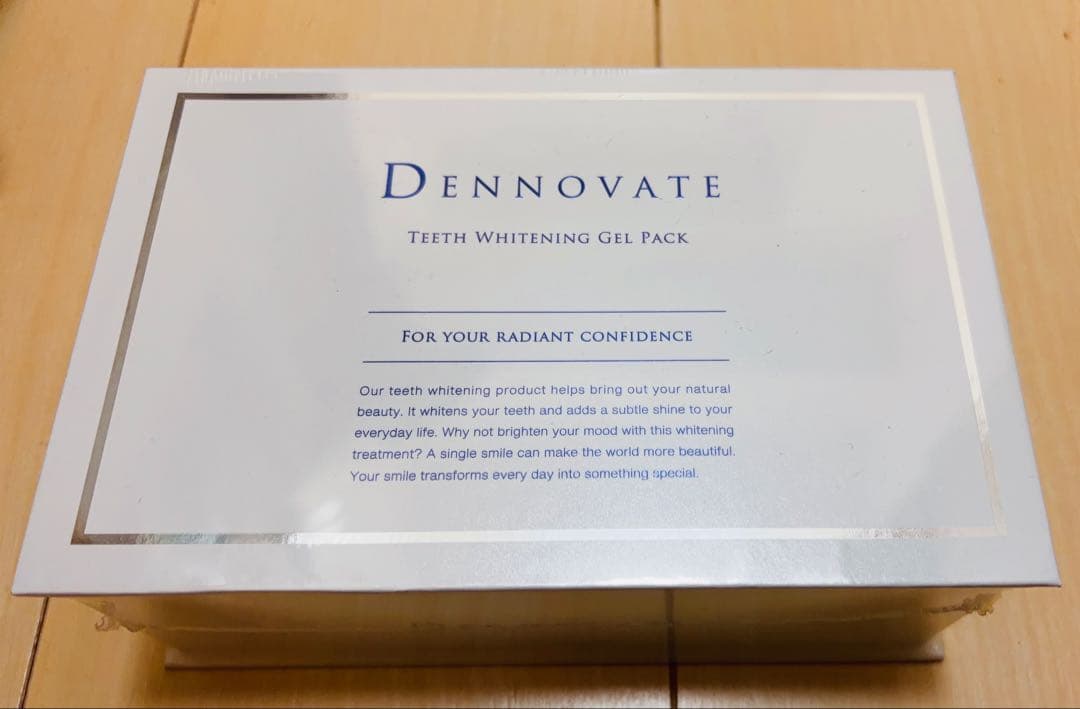 DENNOVATE
TEETH WHITENING GEL PACK
FOR YOUR RADIANT CONFIDENCE
Our teeth whitening product helps bring out your natural
beauty. It whitens your teeth and adds a subtle shine to your
everyday life. Why not brighten your mood with this whitening
treatment? A single smile can make the world more beautiful.
Your smile transforms every day into something special.